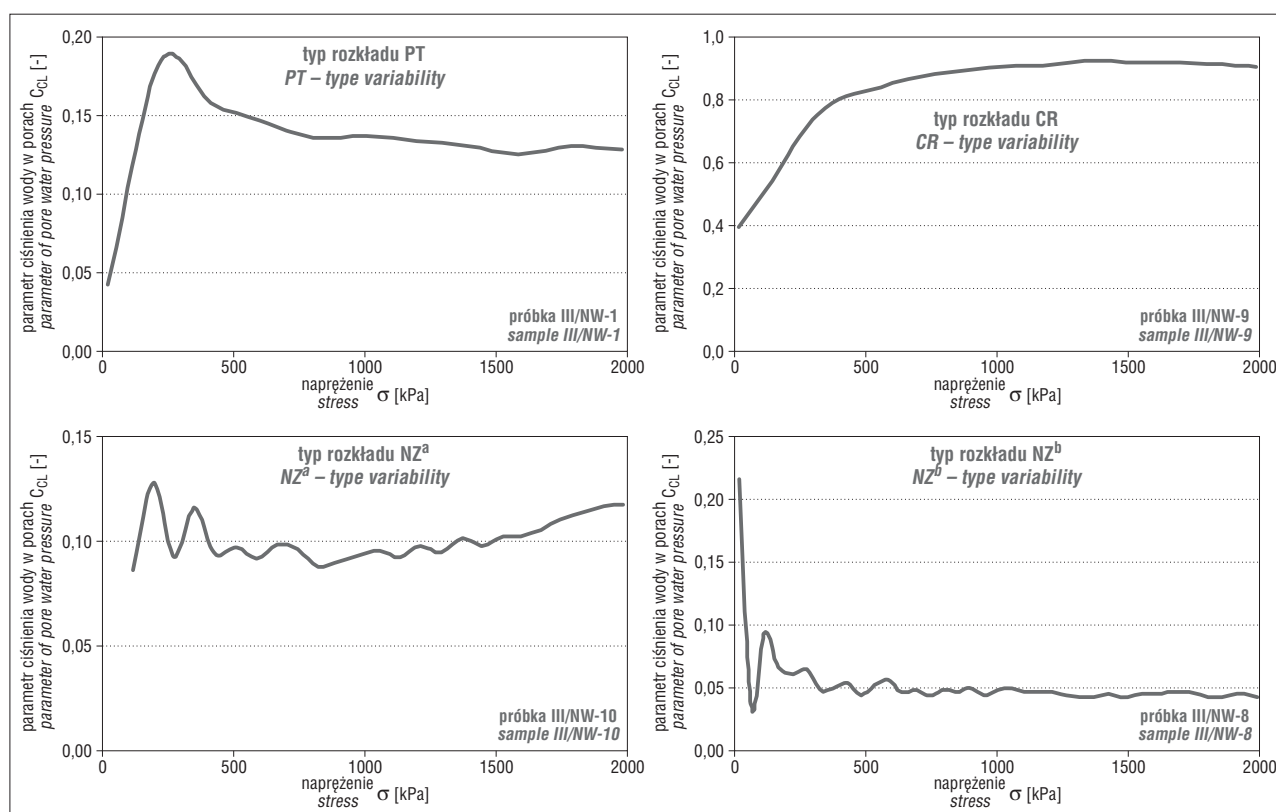 parametr ciśnienia wody w porach C_CL [-]
parameter of pore water pressure
0,20
0,15
0,10
0,05
0,00
typ rozkładu PT
PT – type variability
próbka III/NW-1
sample III/NW-1
0
500
1000
1500
2000
naprężenie
stress
σ [kPa]
parametr ciśnienia wody w porach C_CL [-]
parameter of pore water pressure
1,0
0,8
0,6
0,4
0,2
0,0
typ rozkładu CR
CR – type variability
próbka III/NW-9
sample III/NW-9
0
500
1000
1500
2000
naprężenie
stress
σ [kPa]
parametr ciśnienia wody w porach C_CL [-]
parameter of pore water pressure
0,15
0,10
0,05
0,00
typ rozkładu NZᵃ
NZᵃ – type variability
próbka III/NW-10
sample III/NW-10
0
500
1000
1500
2000
naprężenie
stress
σ [kPa]
parametr ciśnienia wody w porach C_CL [-]
parameter of pore water pressure
0,25
0,20
0,15
0,10
0,05
0,00
typ rozkładu NZᵇ
NZᵇ – type variability
próbka III/NW-8
sample III/NW-8
0
500
1000
1500
2000
naprężenie
stress
σ [kPa]